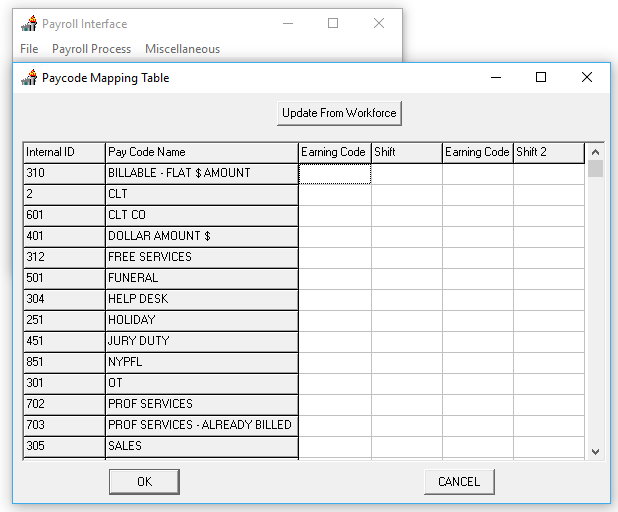 Payroll Interface
File Payroll Process Miscellaneous
Paycode Mapping Table
Update From Workforce
Internal ID Pay Code Name Earning Code Shift Earning Code Shift 2
310 BILLABLE - FLAT $ AMOUNT
2 CLT
601 CLT CO
401 DOLLAR AMOUNT $
312 FREE SERVICES
501 FUNERAL
304 HELP DESK
251 HOLIDAY
451 JURY DUTY
851 NYPFL
301 OT
702 PROF SERVICES
703 PROF SERVICES - ALREADY BILLED
305 SALES
OK CANCEL